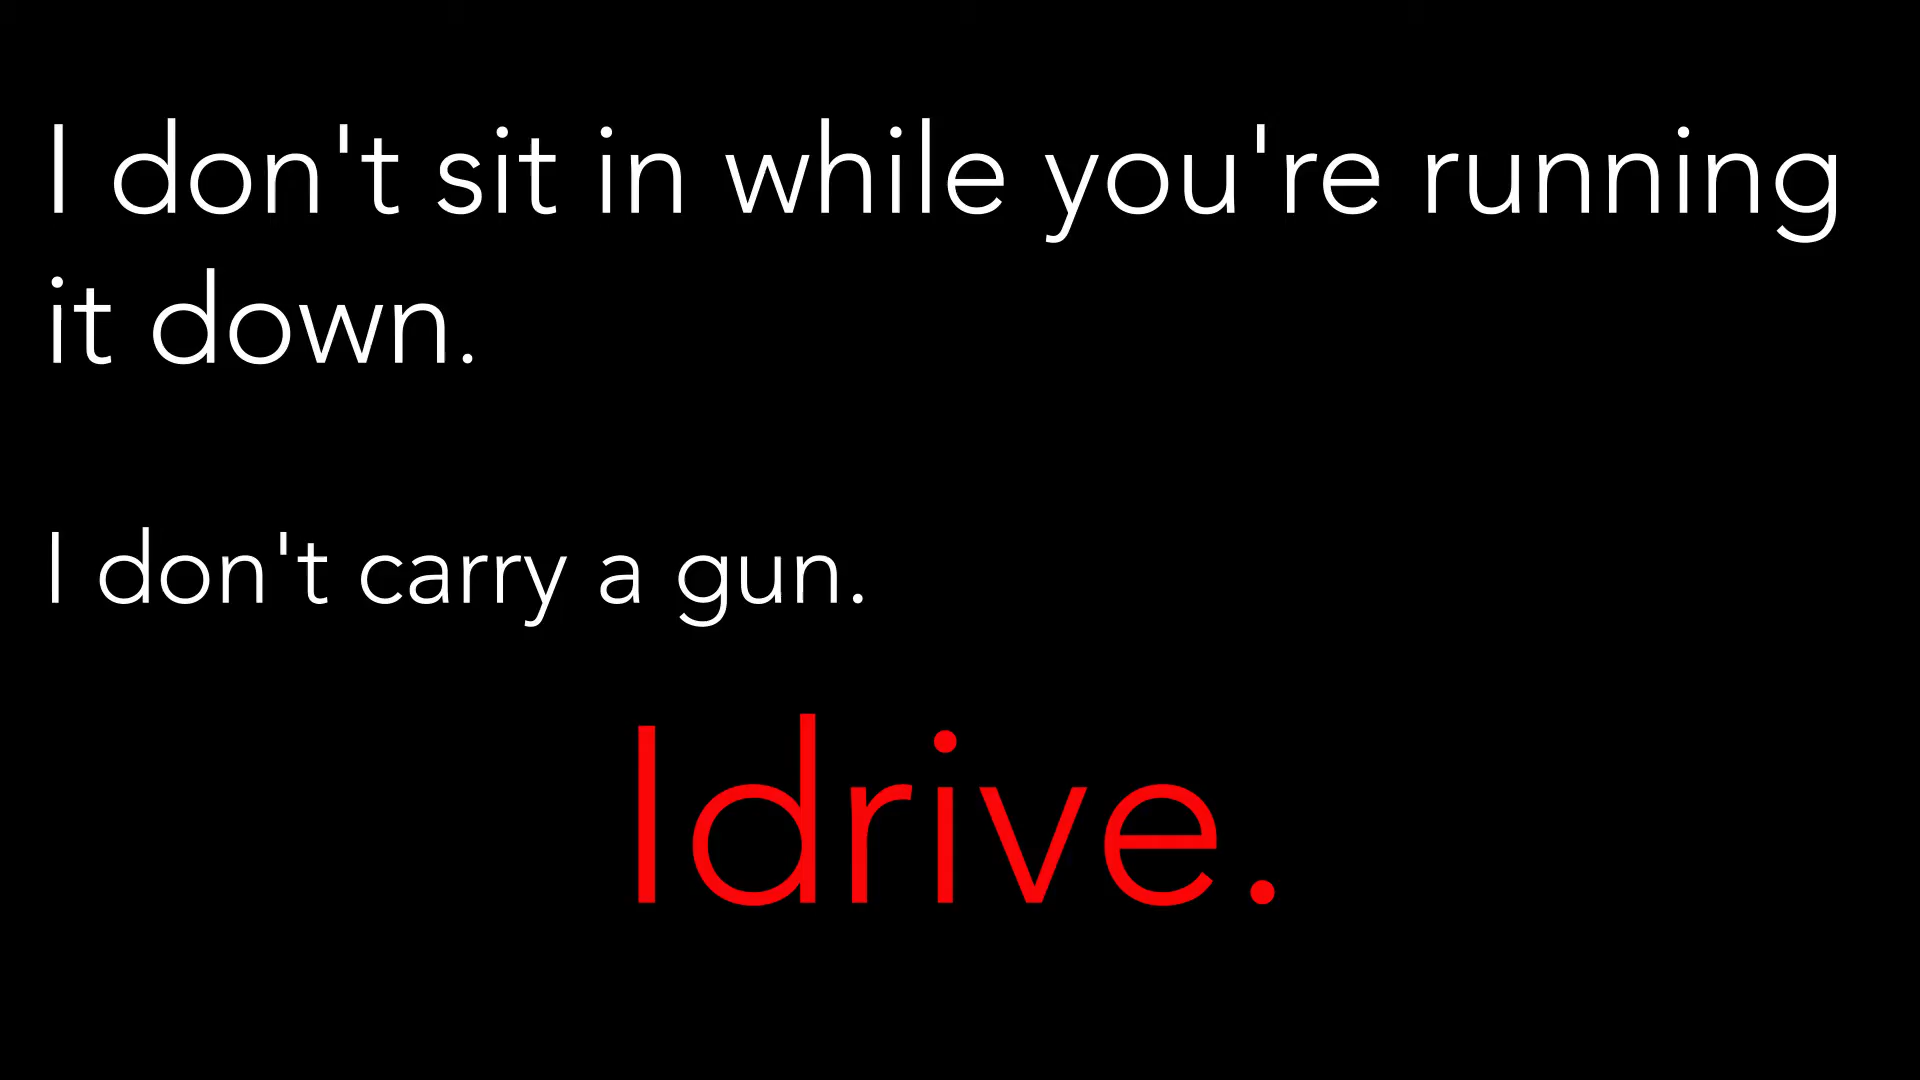 I don't sit in while you're running
it down.
I don't carry a gun.
Idrive.